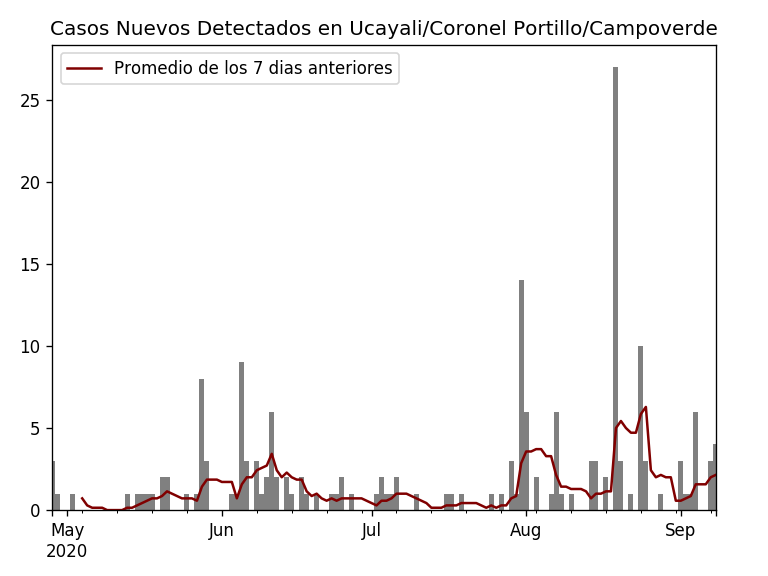 Casos Nuevos Detectados en Ucayali/Coronel Portillo/Campoverde
Promedio de los 7 dias anteriores
25
20
15
10
5
0
May Jun Jul Aug Sep
2020